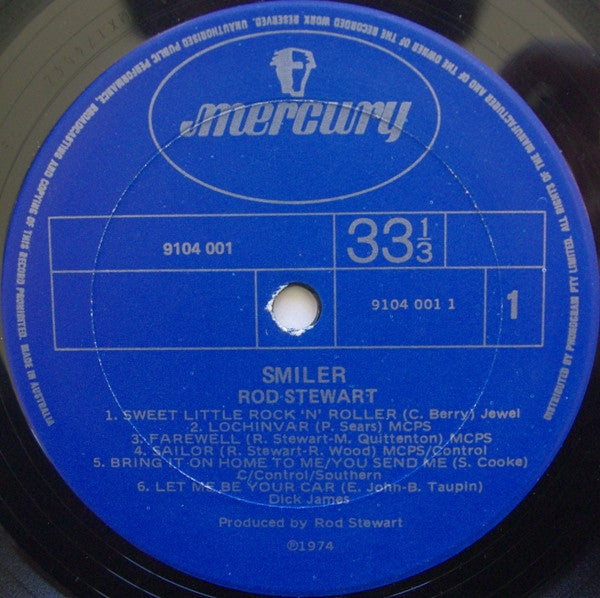 mercury
9104 001
33 1/3
9104 001 1
1
SMILER
ROD STEWART
1. SWEET LITTLE ROCK 'N' ROLLER (C. Berry) Jewel
2. LOCHINVAR (P. Sears) MCPS
3. FAREWELL (R. Stewart-M. Quittenton) MCPS
4. SAILOR (R. Stewart-R. Wood) MCPS/Control
5. BRING IT ON HOME TO ME/YOU SEND ME (S. Cooke)
C/Control/Southern
6. LET ME BE YOUR CAR (E. John-B. Taupin)
Dick James
Produced by Rod Stewart
℗1974
ALL RIGHTS OF THE MANUFACTURER AND OF THE OWNER OF THE RECORDED WORK RESERVED. UNAUTHORISED PUBLIC PERFORMANCE, BROADCASTING AND COPYING OF THIS RECORD PROHIBITED. MADE IN AUSTRALIA
DISTRIBUTED BY PHONOGRAM PTY LIMITED.